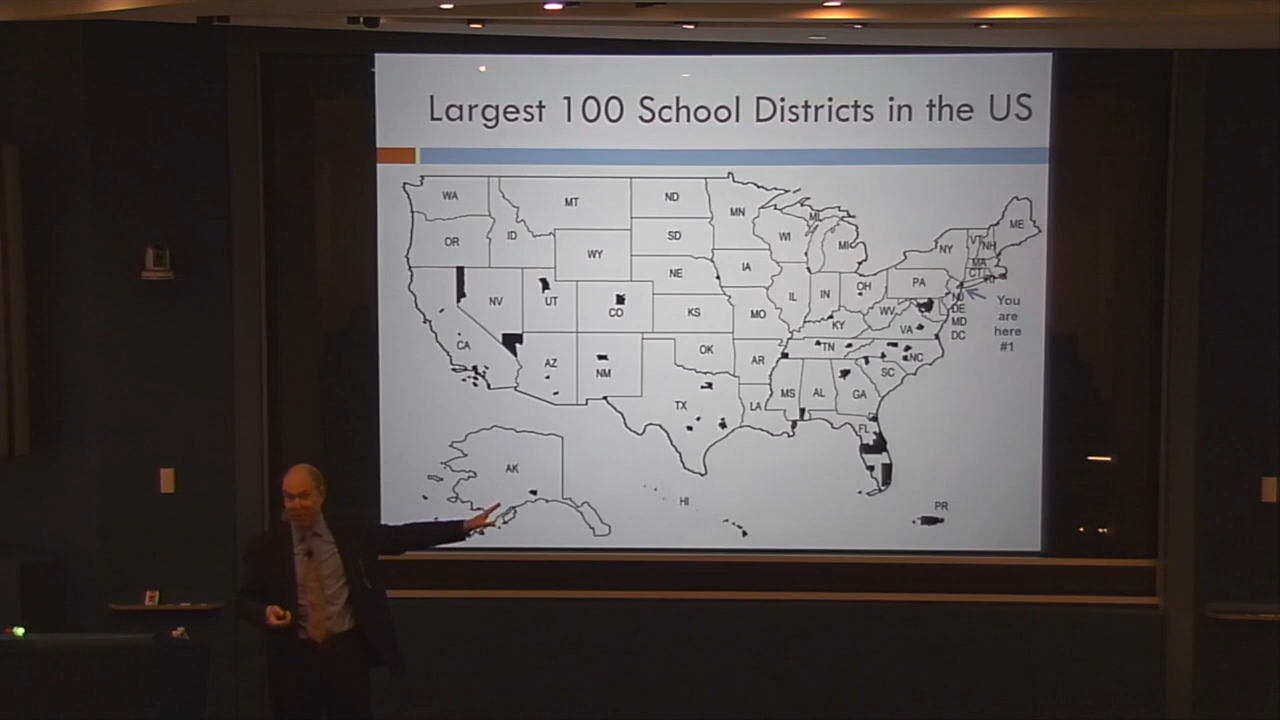 Largest 100 School Districts in the US
WA
MT
ND
MN
OR
ID
SD
WI
MI
MI
NY
VT
NH
ME
WY
MA
CT
RI
NV
UT
NE
IA
PA
CO
KS
MO
IL
IN
OH
WV
KY
VA
NJ
DE
MD
DC
You
are
here
#1
CA
AZ
NM
OK
AR
TN
NC
SC
TX
LA
MS
AL
GA
FL
AK
HI
PR